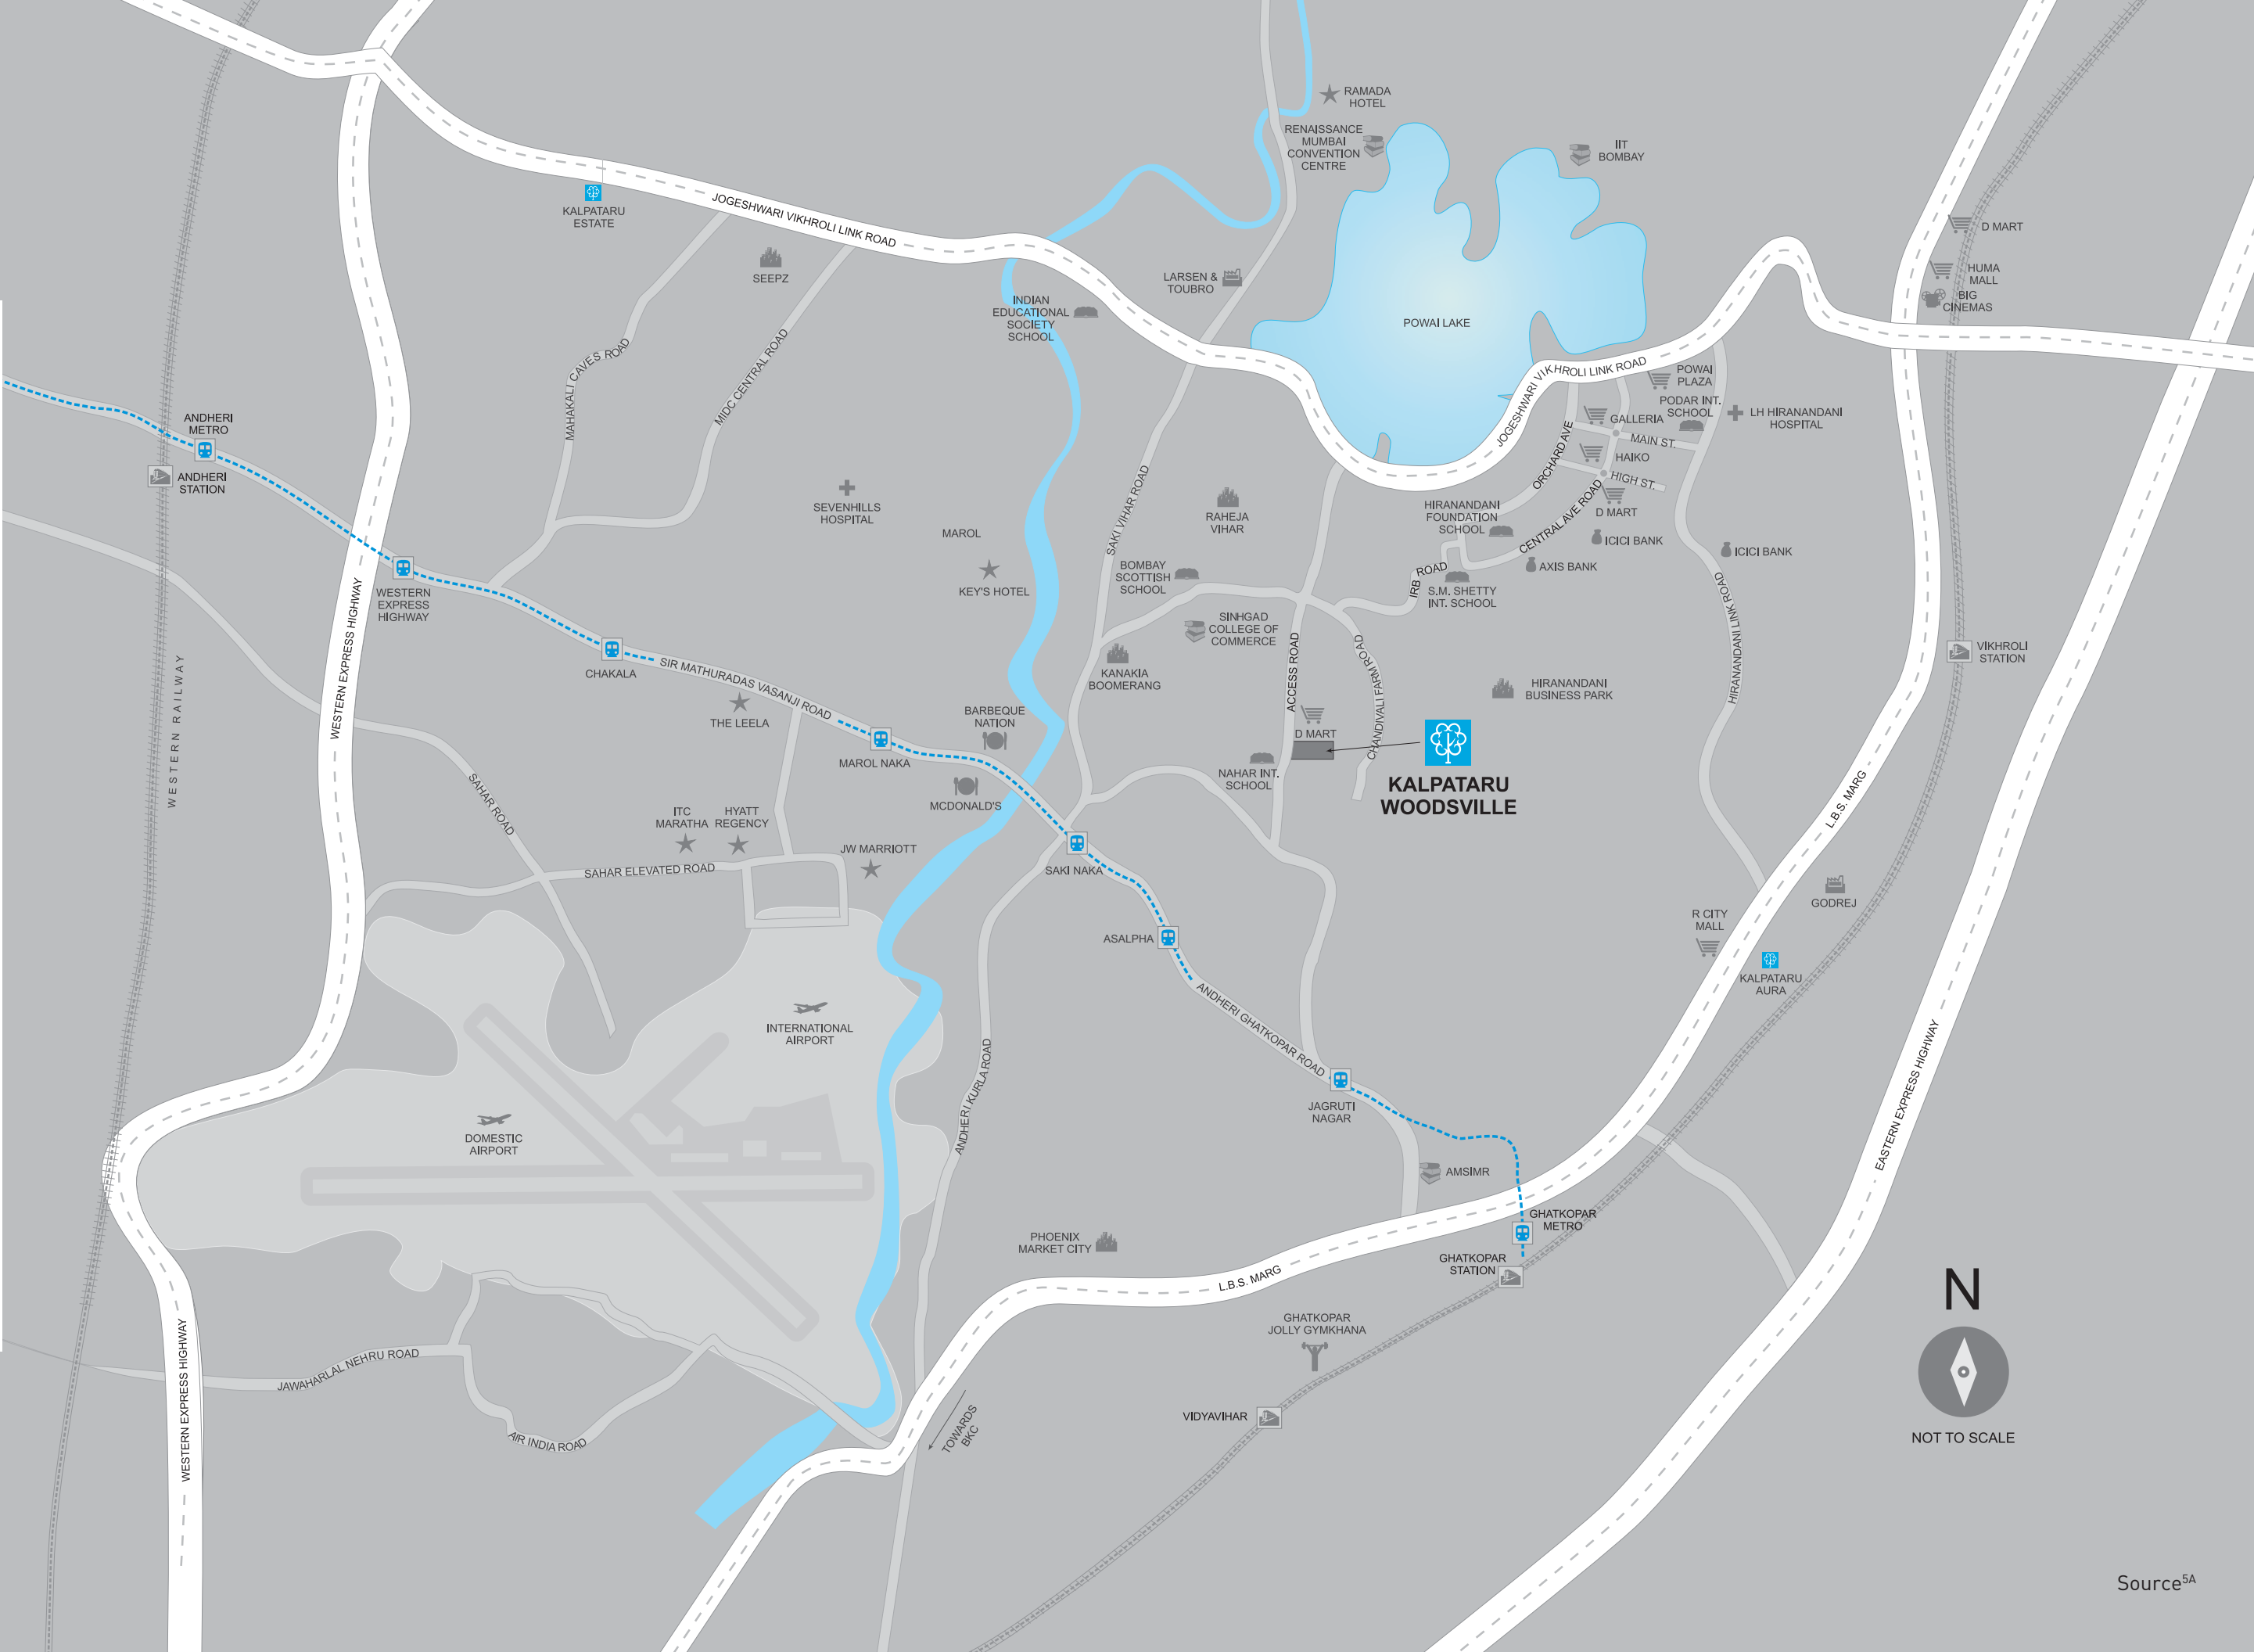 RAMADA
HOTEL
RENAISSANCE
MUMBAI
CONVENTION
CENTRE
IIT
BOMBAY
KALPATARU
ESTATE
JOGESHWARI VIKHROLI LINK ROAD
D MART
SEEPZ
LARSEN &
TOUBRO
HUMA
MALL
BIG
CINEMAS
INDIAN
EDUCATIONAL
SOCIETY
SCHOOL
POWAI LAKE
MAHAKALI CAVES ROAD
MIDC CENTRAL ROAD
JOGESHWARI VIKHROLI LINK ROAD
POWAI
PLAZA
PODAR INT.
SCHOOL
LH HIRANANDANI
HOSPITAL
GALLERIA
MAIN ST.
ANDHERI
METRO
ORCHARD AVE
HAIKO
HIGH ST.
ANDHERI
STATION
SEVENHILLS
HOSPITAL
MAROL
SAKI VIHAR ROAD
RAHEJA
VIHAR
HIRANANDANI
FOUNDATION
SCHOOL
D MART
CENTRAL AVE ROAD
ICICI BANK
ICICI BANK
AXIS BANK
WESTERN
EXPRESS
HIGHWAY
KEY'S HOTEL
BOMBAY
SCOTTISH
SCHOOL
IRB ROAD
S.M. SHETTY
INT. SCHOOL
HIRANANDANI LINK ROAD
WESTERN EXPRESS HIGHWAY
SINHGAD
COLLEGE OF
COMMERCE
VIKHROLI
STATION
WESTERN RAILWAY
CHAKALA
SIR MATHURADAS VASANJI ROAD
KANAKIA
BOOMERANG
ACCESS ROAD
CHANDIVALI FARM ROAD
HIRANANDANI
BUSINESS PARK
THE LEELA
BARBEQUE
NATION
D MART
MAROL NAKA
NAHAR INT.
SCHOOL
KALPATARU
WOODSVILLE
SAHAR ROAD
MCDONALD'S
L.B.S. MARG
ITC
MARATHA
HYATT
REGENCY
JW MARRIOTT
SAHAR ELEVATED ROAD
SAKI NAKA
GODREJ
R CITY
MALL
ASALPHA
KALPATARU
AURA
INTERNATIONAL
AIRPORT
ANDHERI GHATKOPAR ROAD
ANDHERI KURLA ROAD
EASTERN EXPRESS HIGHWAY
JAGRUTI
NAGAR
DOMESTIC
AIRPORT
AMSIMR
GHATKOPAR
METRO
PHOENIX
MARKET CITY
GHATKOPAR
STATION
L.B.S. MARG
N
GHATKOPAR
JOLLY GYMKHANA
WESTERN EXPRESS HIGHWAY
JAWAHARLAL NEHRU ROAD
AIR INDIA ROAD
TOWARDS
BKC
VIDYAVIHAR
NOT TO SCALE
Source5A